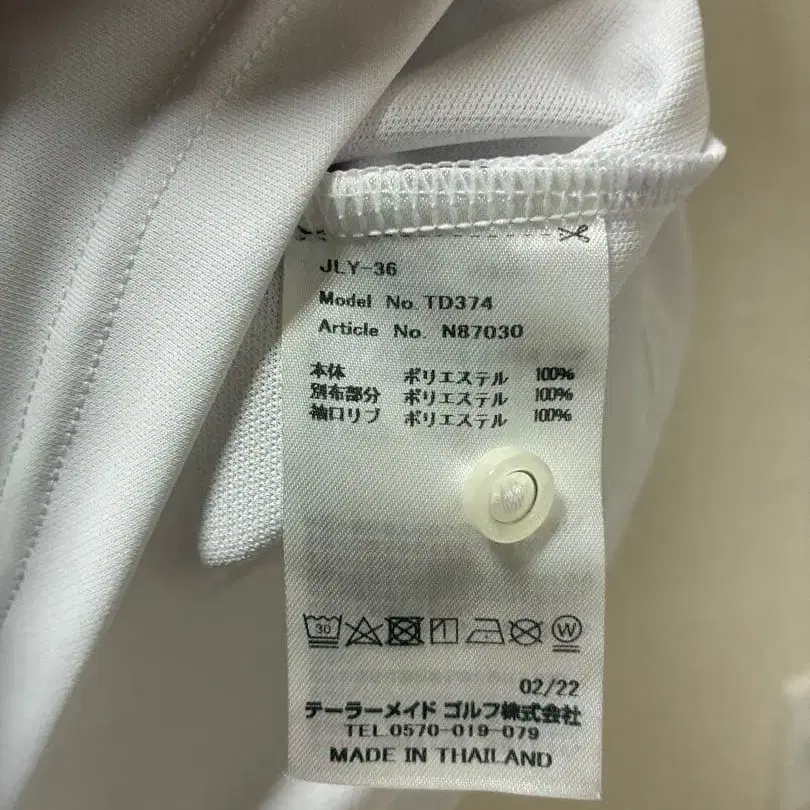 JLY-36
Model No. TD374
Article No. N87030
本体 ポリエステル 100%
別布部分 ポリエステル 100%
袖口リブ ポリエステル 100%
30
W
02/22
テーラーメイド ゴルフ株式会社
TEL.0570-019-079
MADE IN THAILAND